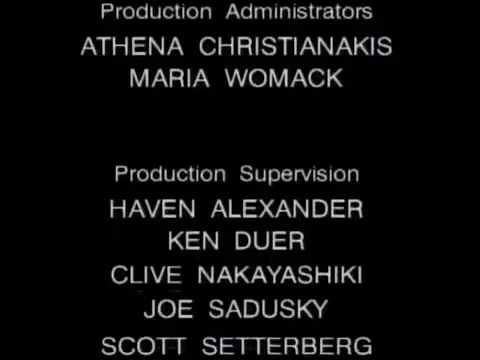 Production Administrators
ATHENA CHRISTIANAKIS
MARIA WOMACK
Production Supervision
HAVEN ALEXANDER
KEN DUER
CLIVE NAKAYASHIKI
JOE SADUSKY
SCOTT SETTERBERG